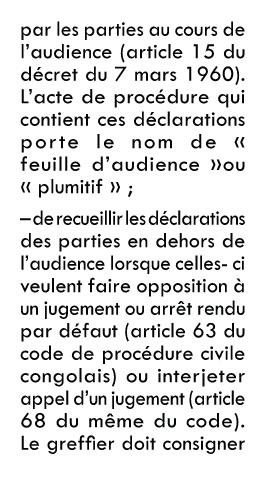 par les parties au cours de
l'audience (article 15 du
décret du 7 mars 1960).
L'acte de procédure qui
contient ces déclarations
porte le nom de «
feuille d'audience »ou
« plumitif » ;
– de recueillir les déclarations
des parties en dehors de
l'audience lorsque celles- ci
veulent faire opposition à
un jugement ou arrêt rendu
par défaut (article 63 du
code de procédure civile
congolais) ou interjeter
appel d'un jugement (article
68 du même du code).
Le greffier doit consigner